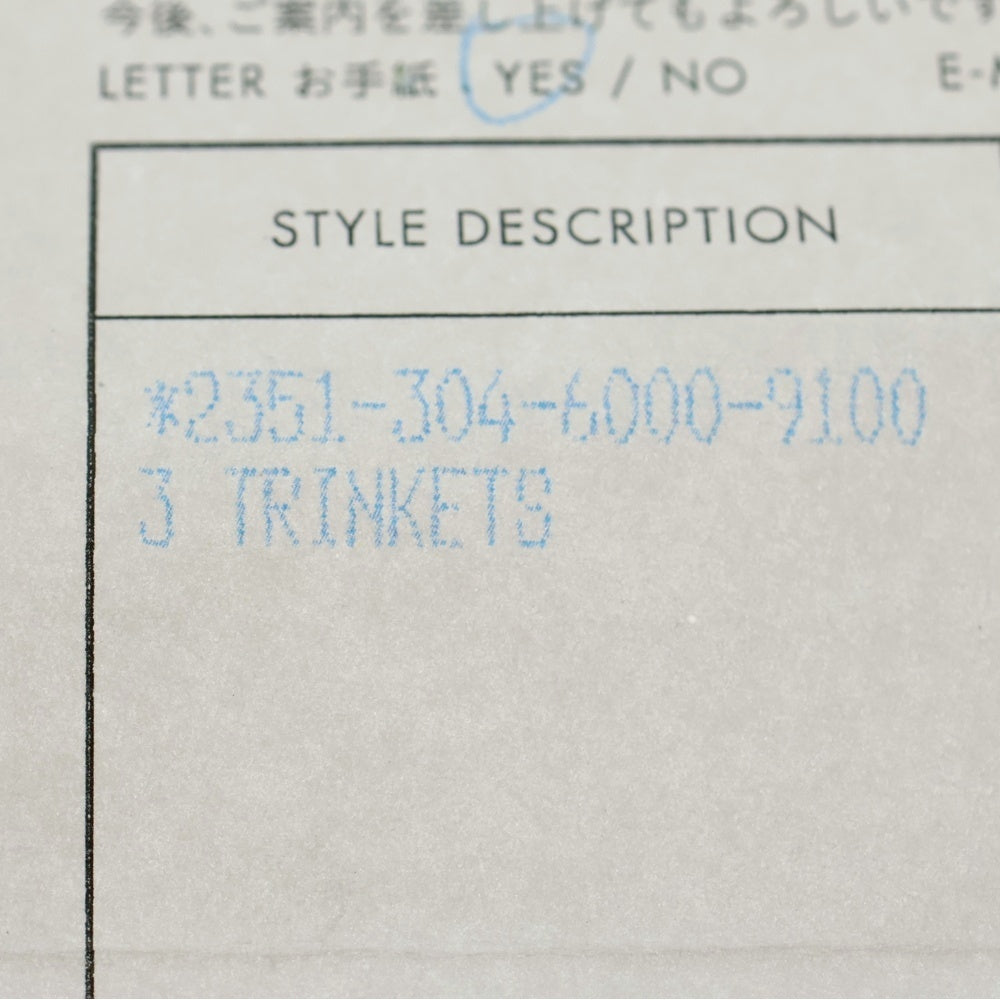 今後、ご案内を差し上げてもよろしいです
LETTER お手紙 . YES / NO E-M
STYLE DESCRIPTION
*2351-304-6000-9100
3 TRINKETS